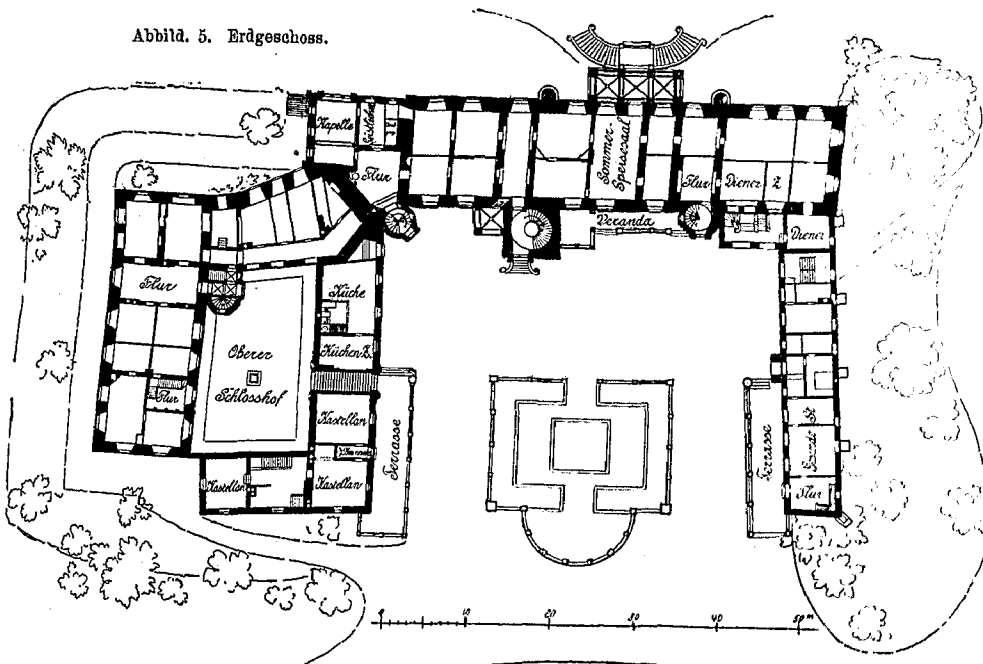 Abbild. 5. Erdgeschoss.
Kapelle
Flur
Sommer-
Speisesaal
Flur
Diener Z
Veranda
Diener
Flur
Küche
Oberer
Schlosshof
Küchen-Z.
Flur
Kastellan
Terrasse
Terrasse
Kastellan
Kastellan
Flur
0 10 20 30 40 50 m